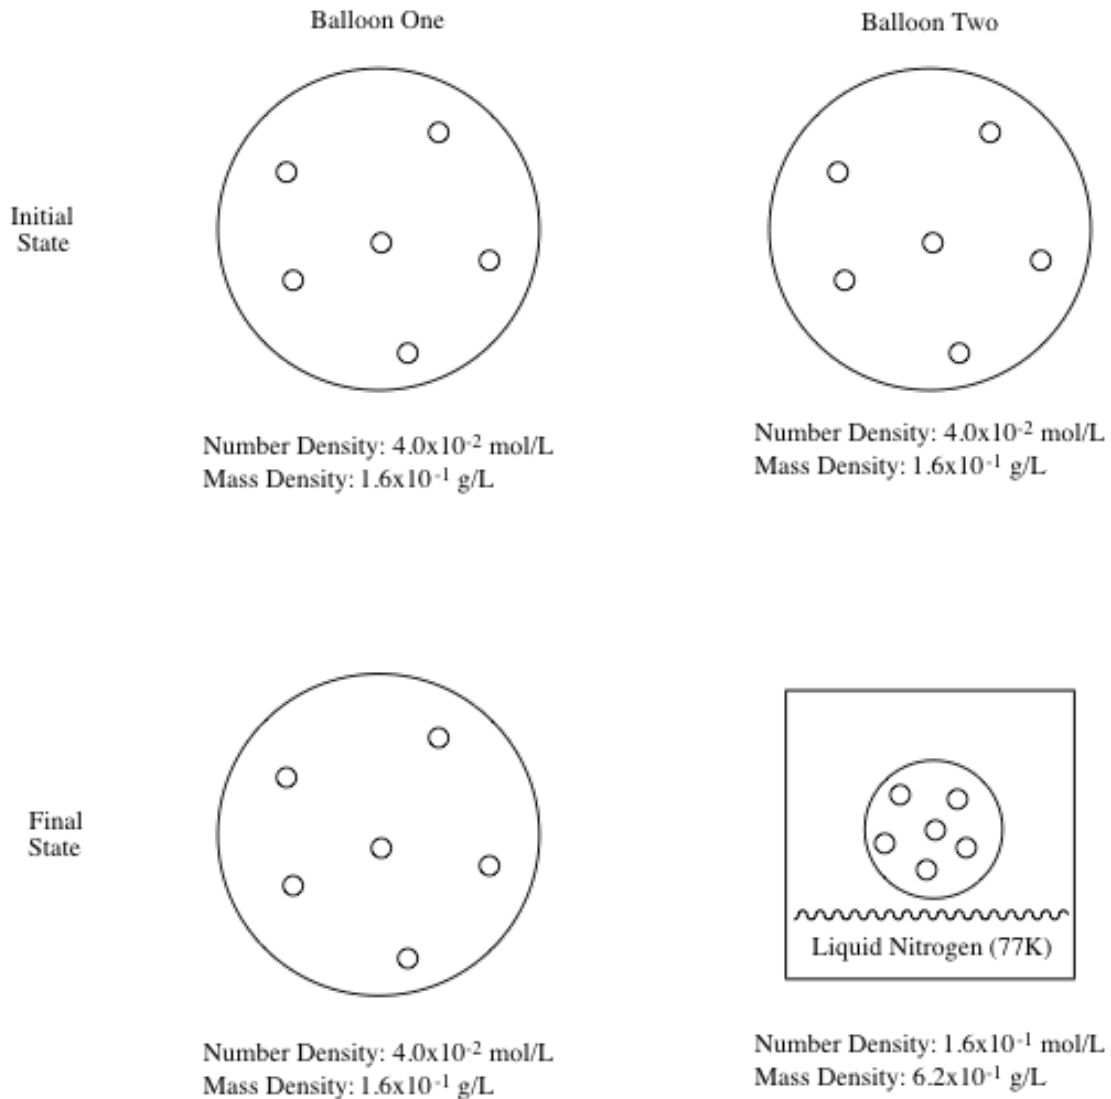 Balloon One
Balloon Two
Initial
State
Number Density: 4.0x10-2 mol/L
Mass Density: 1.6x10-1 g/L
Number Density: 4.0x10-2 mol/L
Mass Density: 1.6x10-1 g/L
Final
State
Liquid Nitrogen (77K)
Number Density: 4.0x10-2 mol/L
Mass Density: 1.6x10-1 g/L
Number Density: 1.6x10-1 mol/L
Mass Density: 6.2x10-1 g/L